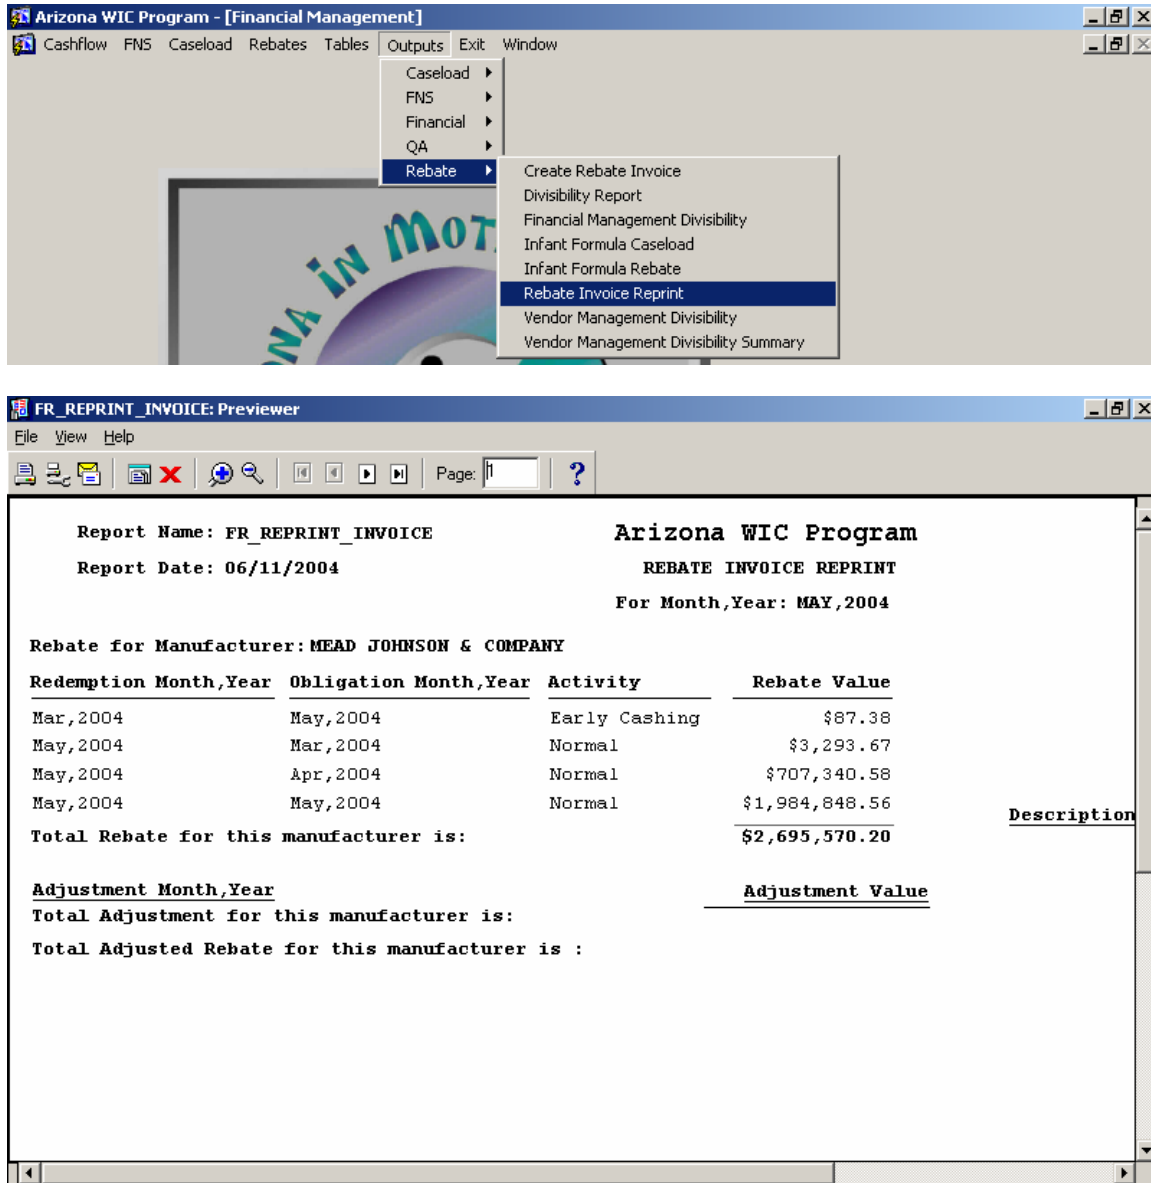 Arizona WIC Program - [Financial Management]
Cashflow FNS Caseload Rebates Tables Outputs Exit Window
Caseload
FNS
Financial
QA
Rebate
Create Rebate Invoice
Divisibility Report
Financial Management Divisibility
Infant Formula Caseload
Infant Formula Rebate
Rebate Invoice Reprint
Vendor Management Divisibility
Vendor Management Divisibility Summary
FR_REPRINT_INVOICE: Previewer
File View Help
Page: 1
Report Name: FR_REPRINT_INVOICE Arizona WIC Program
Report Date: 06/11/2004 REBATE INVOICE REPRINT
For Month,Year: MAY,2004
Rebate for Manufacturer: MEAD JOHNSON & COMPANY
Redemption Month,Year Obligation Month,Year Activity Rebate Value
Mar,2004 May,2004 Early Cashing $87.38
May,2004 Mar,2004 Normal $3,293.67
May,2004 Apr,2004 Normal $707,340.58
May,2004 May,2004 Normal $1,984,848.56
Description
Total Rebate for this manufacturer is: $2,695,570.20
Adjustment Month,Year Adjustment Value
Total Adjustment for this manufacturer is:
Total Adjusted Rebate for this manufacturer is :